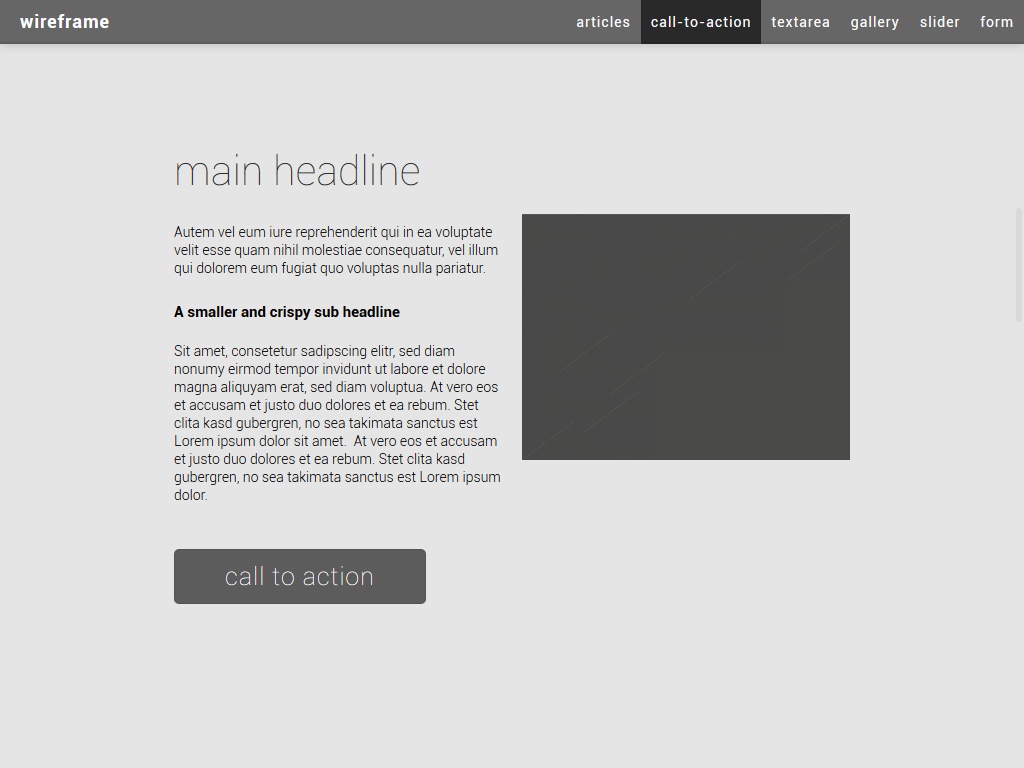 wireframe
articles call-to-action textarea gallery slider form
main headline
Autem vel eum iure reprehenderit qui in ea voluptate
velit esse quam nihil molestiae consequatur, vel illum
qui dolorem eum fugiat quo voluptas nulla pariatur.
A smaller and crispy sub headline
Sit amet, consetetur sadipscing elitr, sed diam
nonumy eirmod tempor invidunt ut labore et dolore
magna aliquyam erat, sed diam voluptua. At vero eos
et accusam et justo duo dolores et ea rebum. Stet
clita kasd gubergren, no sea takimata sanctus est
Lorem ipsum dolor sit amet.  At vero eos et accusam
et justo duo dolores et ea rebum. Stet clita kasd
gubergren, no sea takimata sanctus est Lorem ipsum
dolor.
call to action